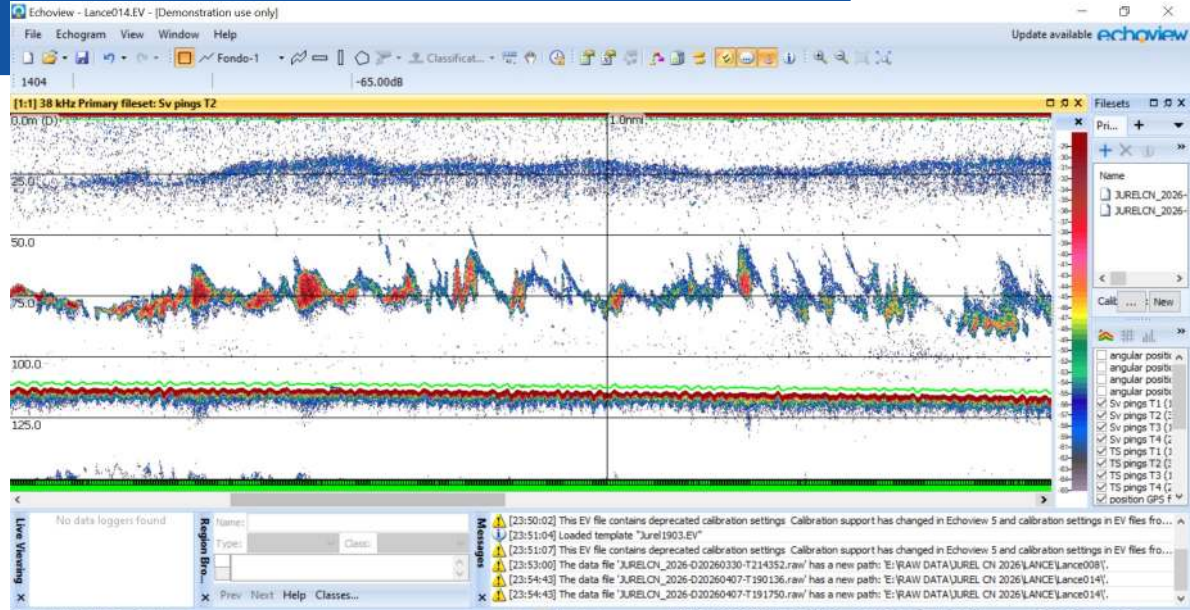 Echoview - Lance014.EV - [Demonstration use only]
File Echogram View Window Help
Update available echoview
Fondo-1
Classificat...
1404
-65.00dB
[1:1] 38 kHz Primary fileset: Sv pings T2
Filesets
0.0m (D)
1.0nmi
Pri...
25.0
Name
JURELCN_2026-
JURELCN_2026-
50.0
75.0
New
100.0
125.0
angular positic
angular positic
angular positic
angular positic
Sv pings T1
Sv pings T2
Sv pings T3
Sv pings T4
TS pings T1
TS pings T2
TS pings T3
TS pings T4
position GPS f
Live Viewing
No data loggers found
Region Bro...
Name:
Type:
Class:
Prev Next Help Classes...
Messages
[23:50:02] This EV file contains deprecated calibration settings Calibration support has changed in Echoview 5 and calibration settings in EV files fro...
[23:51:04] Loaded template "Jurel1903.EV"
[23:51:07] This EV file contains deprecated calibration settings Calibration support has changed in Echoview 5 and calibration settings in EV files fro...
[23:53:00] The data file 'JURELCN_2026-D20260330-T214352.raw' has a new path: 'E:\RAW DATA\JUREL CN 2026\LANCE\Lance008\'.
[23:54:43] The data file 'JURELCN_2026-D20260407-T190136.raw' has a new path: 'E:\RAW DATA\JUREL CN 2026\LANCE\Lance014\'.
[23:54:43] The data file 'JURELCN_2026-D20260407-T191750.raw' has a new path: 'E:\RAW DATA\JUREL CN 2026\LANCE\Lance014\'.